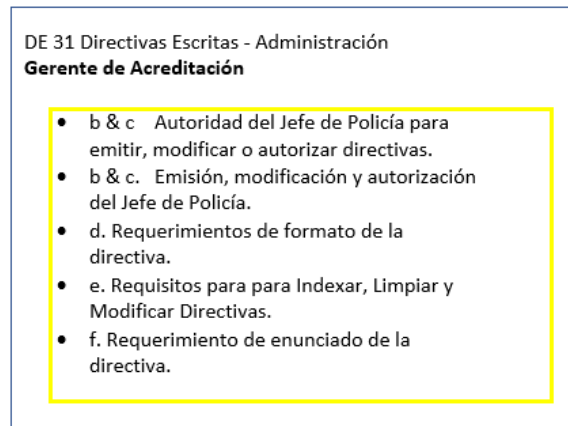 DE 31 Directivas Escritas - Administración
Gerente de Acreditación
• b & c Autoridad del Jefe de Policía para
emitir, modificar o autorizar directivas.
• b & c. Emisión, modificación y autorización
del Jefe de Policía.
• d. Requerimientos de formato de la
directiva.
• e. Requisitos para para Indexar, Limpiar y
Modificar Directivas.
• f. Requerimiento de enunciado de la
directiva.